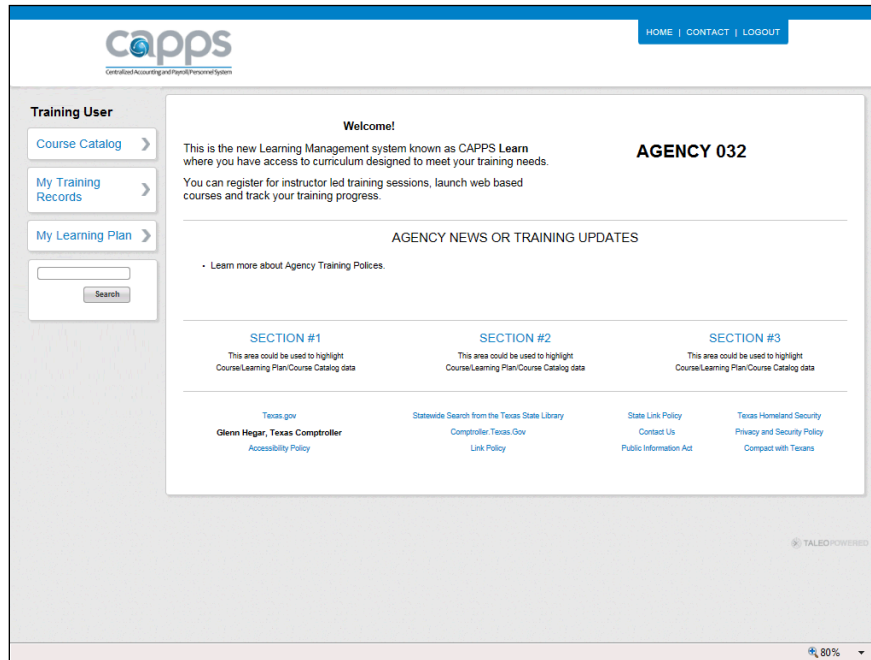 HOME | CONTACT | LOGOUT
capps
Centralized Accounting and Payroll/Personnel System
Training User
Course Catalog
My Training
Records
My Learning Plan
Search
Welcome!
This is the new Learning Management system known as CAPPS Learn
where you have access to curriculum designed to meet your training needs.
You can register for instructor led training sessions, launch web based
courses and track your training progress.
AGENCY 032
AGENCY NEWS OR TRAINING UPDATES
• Learn more about Agency Training Polices.
SECTION #1
This area could be used to highlight
Course/Learning Plan/Course Catalog data
SECTION #2
This area could be used to highlight
Course/Learning Plan/Course Catalog data
SECTION #3
This area could be used to highlight
Course/Learning Plan/Course Catalog data
Texas.gov
Glenn Hegar, Texas Comptroller
Accessibility Policy
Statewide Search from the Texas State Library
Comptroller.Texas.Gov
Link Policy
State Link Policy
Contact Us
Public Information Act
Texas Homeland Security
Privacy and Security Policy
Compact with Texans
TALEO POWERED
80%